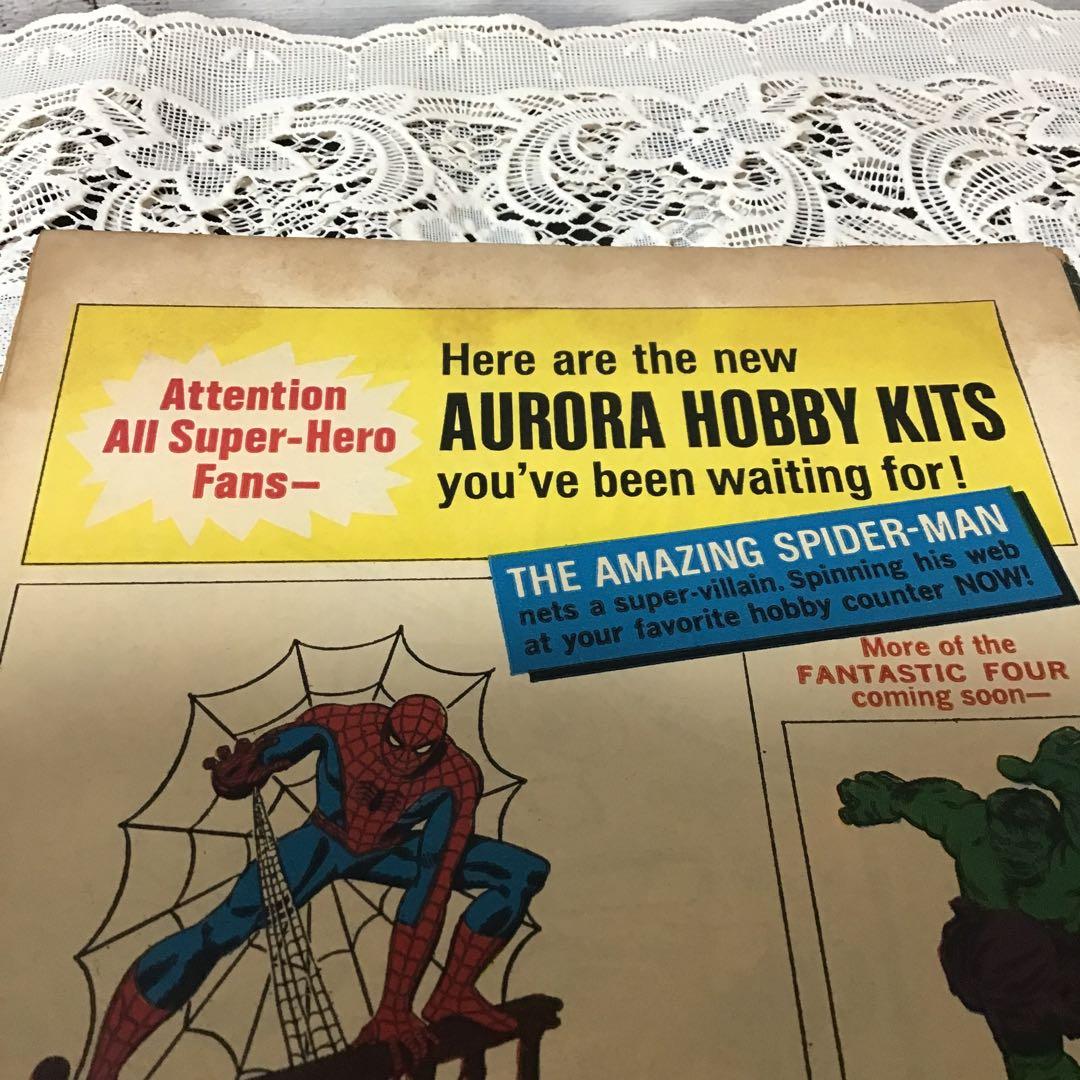 Attention
All Super-Hero
Fans—
Here are the new
AURORA HOBBY KITS
you've been waiting for!
THE AMAZING SPIDER-MAN
nets a super-villain. Spinning his web
at your favorite hobby counter NOW!
More of the
FANTASTIC FOUR
coming soon—